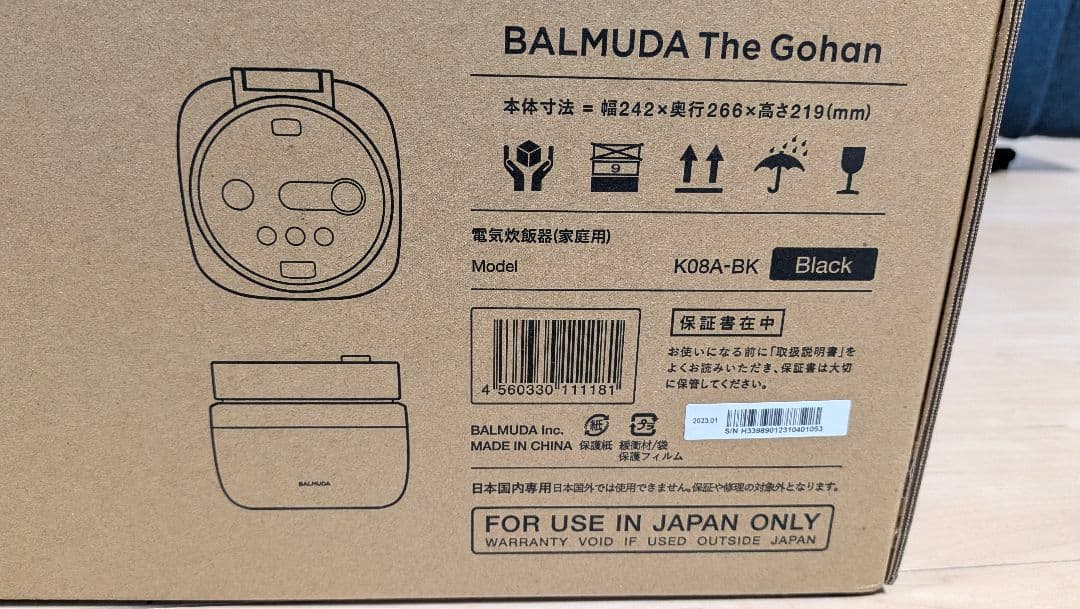 BALMUDA The Gohan
本体寸法 = 幅242×奥行266×高さ219(mm)
9
電気炊飯器(家庭用)
Model K08A-BK Black
4 560330 111181
保証書在中
お使いになる前に「取扱説明書」を
よくお読みいただき、保証書は大切
に保管してください。
2023.01
S/N H33989012310401053
BALMUDA Inc.
MADE IN CHINA
紙
保護紙
プラ
緩衝材/袋
保護フィルム
BALMUDA
日本国内専用 日本国外では使用できません。保証や修理の対象外となります。
FOR USE IN JAPAN ONLY
WARRANTY VOID IF USED OUTSIDE JAPAN